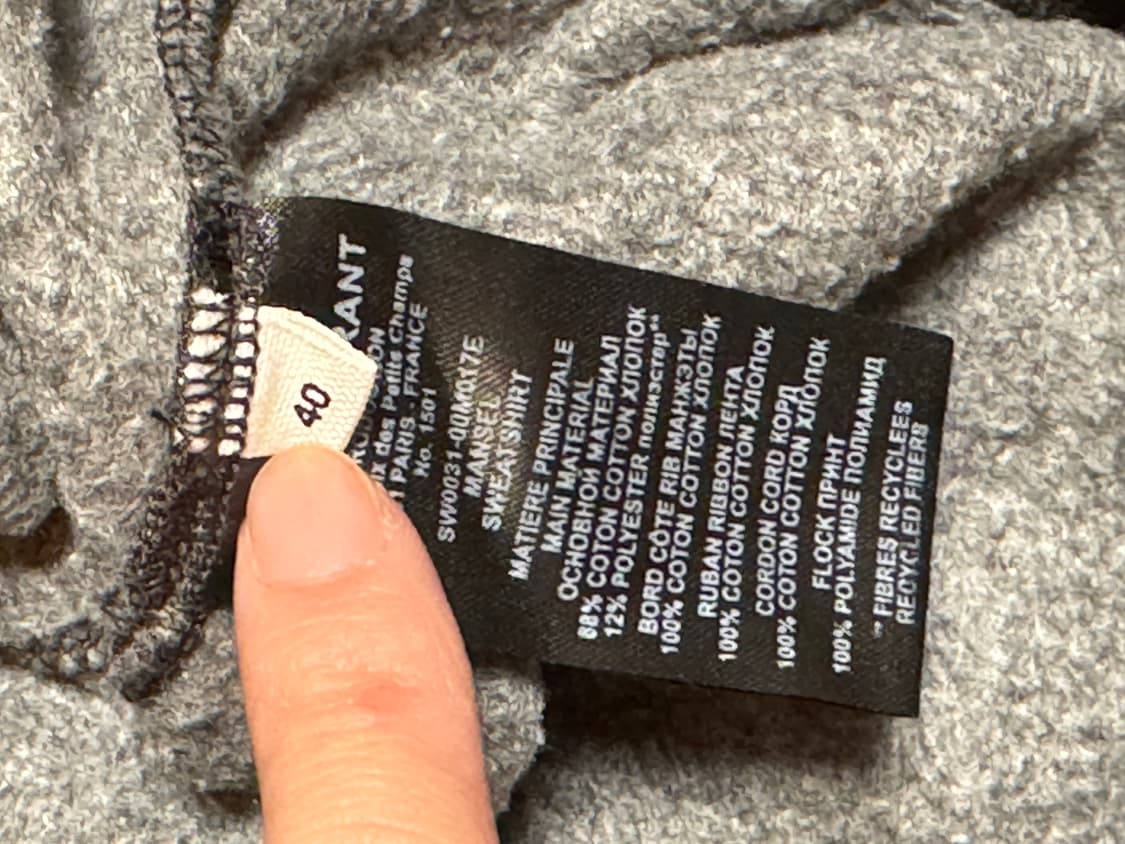 40
RANT
des Petits Champs
PARIS - FRANCE
No. 1501
SW0031-00M017E
MANSEL
SWEATSHIRT
MATIERE PRINCIPALE
MAIN MATERIAL
ОСНОВНОЙ МАТЕРИАЛ
88% COTON COTTON ХЛОПОК
12% POLYESTER полиэстер**
BORD CÔTE RIB МАНЖЭТЫ
100% COTON COTTON ХЛОПОК
RUBAN RIBBON ЛЕНТА
100% COTON COTTON ХЛОПОК
CORDON CORD КОРД
100% COTON COTTON ХЛОПОК
FLOCK ПРИНТ
100% POLYAMIDE ПОЛИАМИД
** FIBRES RECYCLEES
RECYCLED FIBERS